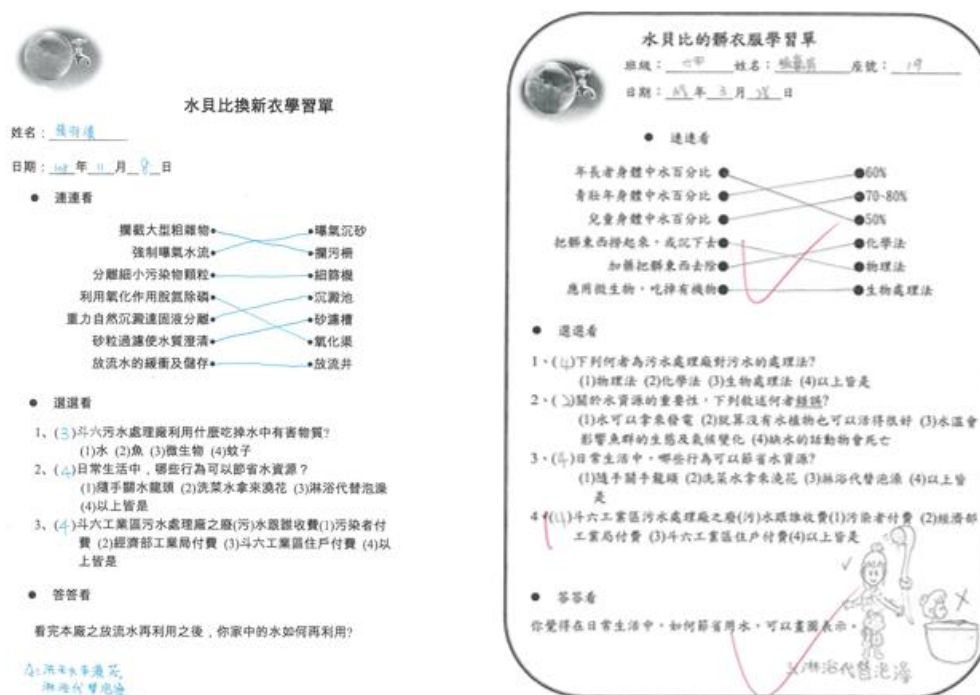 水貝比換新衣學習單
姓名：
日期：108年11月8日
● 連連看
攔截大型粗雜物 曝氣沉砂
強制曝氣水流 攔污柵
分離細小污染物顆粒 細篩機
利用氧化作用脫氮除磷 沉澱池
重力自然沉澱達固液分離 砂濾槽
砂粒過濾使水質澄清 氧化渠
放流水的緩衝及儲存 放流井
● 選選看
1、(3)斗六污水處理廠利用什麼吃掉水中有害物質?
(1)水 (2)魚 (3)微生物 (4)蚊子
2、(4)日常生活中，哪些行為可以節省水資源？
(1)隨手關水龍頭 (2)洗菜水拿來澆花 (3)淋浴代替泡澡
(4)以上皆是
3、(4)斗六工業區污水處理廠之廢(污)水跟誰收費(1)污染者付
費 (2)經濟部工業局付費 (3)斗六工業區住戶付費 (4)以
上皆是
● 答答看
看完本廠之放流水再利用之後，你家中的水如何再利用?
A:洗菜水拿澆花,
淋浴代替泡澡
水貝比的髒衣服學習單
班級： 姓名： 座號：19
日期： 年3月 日
● 連連看
年長者身體中水百分比 60%
青壯年身體中水百分比 70~80%
兒童身體中水百分比 50%
把髒東西撈起來，或沉下去 化學法
加藥把髒東西去除 物理法
應用微生物，吃掉有機物 生物處理法
● 選選看
1、(4)下列何者為污水處理廠對污水的處理法?
(1)物理法 (2)化學法 (3)生物處理法 (4)以上皆是
2、(2)關於水資源的重要性，下列敘述何者錯誤?
(1)水可以拿來發電 (2)就算沒有水植物也可以活得很好 (3)水溫會
影響魚群的生態及氣候變化 (4)缺水的話動物會死亡
3、(4)日常生活中，哪些行為可以節省水資源?
(1)隨手關手龍頭 (2)洗菜水拿來澆花 (3)淋浴代替泡澡 (4)以上皆
是
4、(4)斗六工業區污水處理廠之廢(污)水跟誰收費(1)污染者付費 (2)經濟部
工業局付費 (3)斗六工業區住戶付費(4)以上皆是
● 答答看
你覺得在日常生活中，如何節省用水，可以畫圖表示。
淋浴代替泡澡